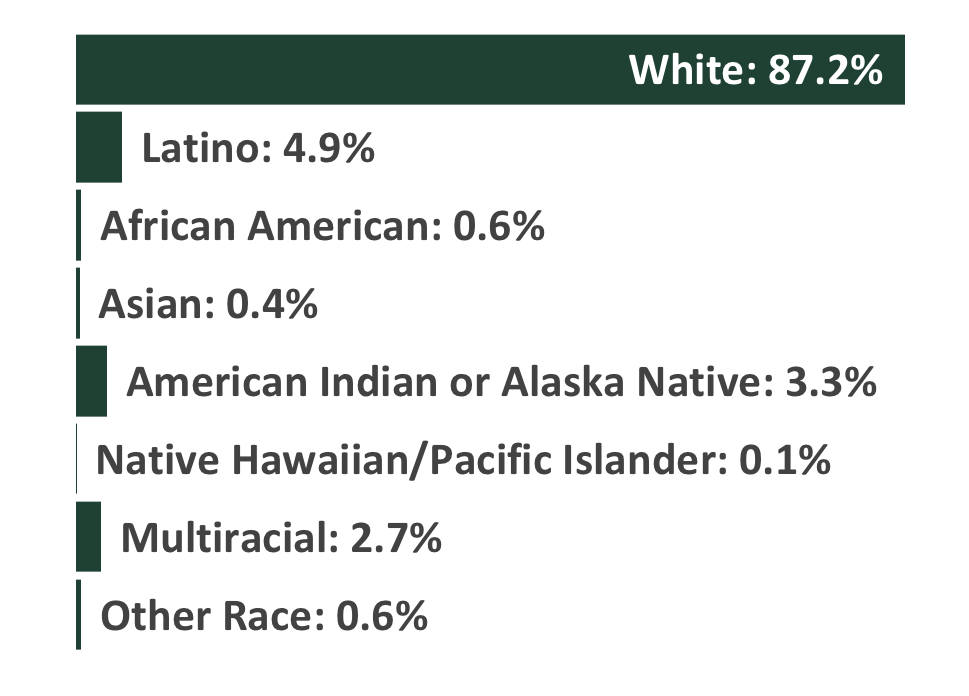 White: 87.2%
Latino: 4.9%
African American: 0.6%
Asian: 0.4%
American Indian or Alaska Native: 3.3%
Native Hawaiian/Pacific Islander: 0.1%
Multiracial: 2.7%
Other Race: 0.6%